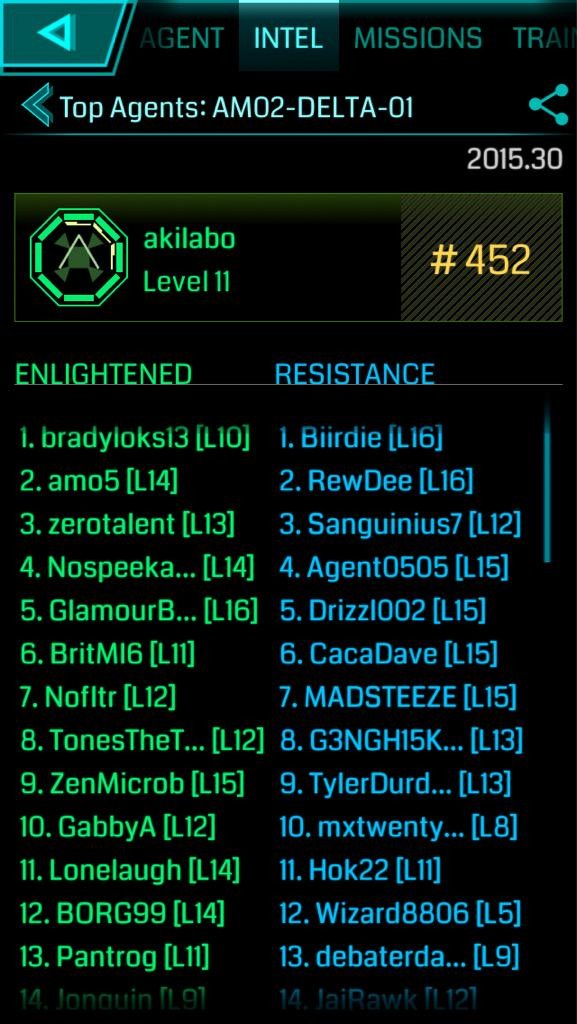 AGENT INTEL MISSIONS TRAIN
Top Agents: AM02-DELTA-01
2015.30
akilabo
Level 11
# 452
ENLIGHTENED RESISTANCE
1. bradyloks13 [L10] 1. Biirdie [L16]
2. amo5 [L14] 2. RewDee [L16]
3. zerotalent [L13] 3. Sanguinius7 [L12]
4. Nospeeka... [L14] 4. Agent0505 [L15]
5. GlamourB... [L16] 5. Drizzl002 [L15]
6. BritMI6 [L11] 6. CacaDave [L15]
7. Nofltr [L12] 7. MADSTEEZE [L15]
8. TonesTheT... [L12] 8. G3NGH15K... [L13]
9. ZenMicrob [L15] 9. TylerDurd... [L13]
10. GabbyA [L12] 10. mxtwenty... [L8]
11. Lonelaugh [L14] 11. Hok22 [L11]
12. BORG99 [L14] 12. Wizard8806 [L5]
13. Pantrog [L11] 13. debaterda... [L9]
14. Jonquin [L9] 14. JaiRawk [L12]